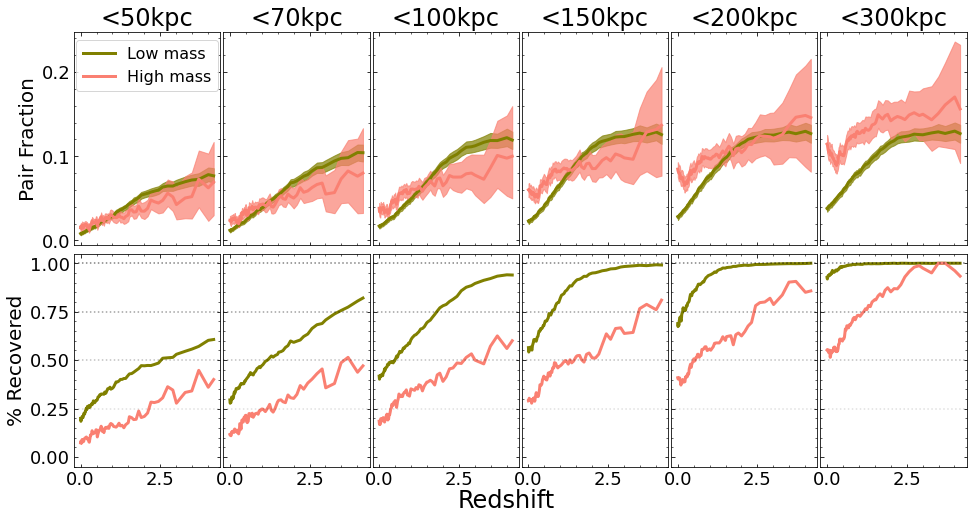 <50kpc <70kpc <100kpc <150kpc <200kpc <300kpc
Low mass
High mass
Pair Fraction
0.2
0.1
0.0
% Recovered
1.00
0.75
0.50
0.25
0.00
0.0 2.5 0.0 2.5 0.0 2.5 0.0 2.5 0.0 2.5 0.0 2.5
Redshift